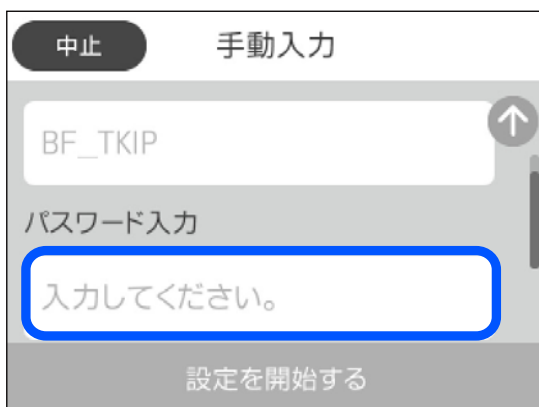 中止
手動入力
BF_TKIP
パスワード入力
入力してください。
設定を開始する